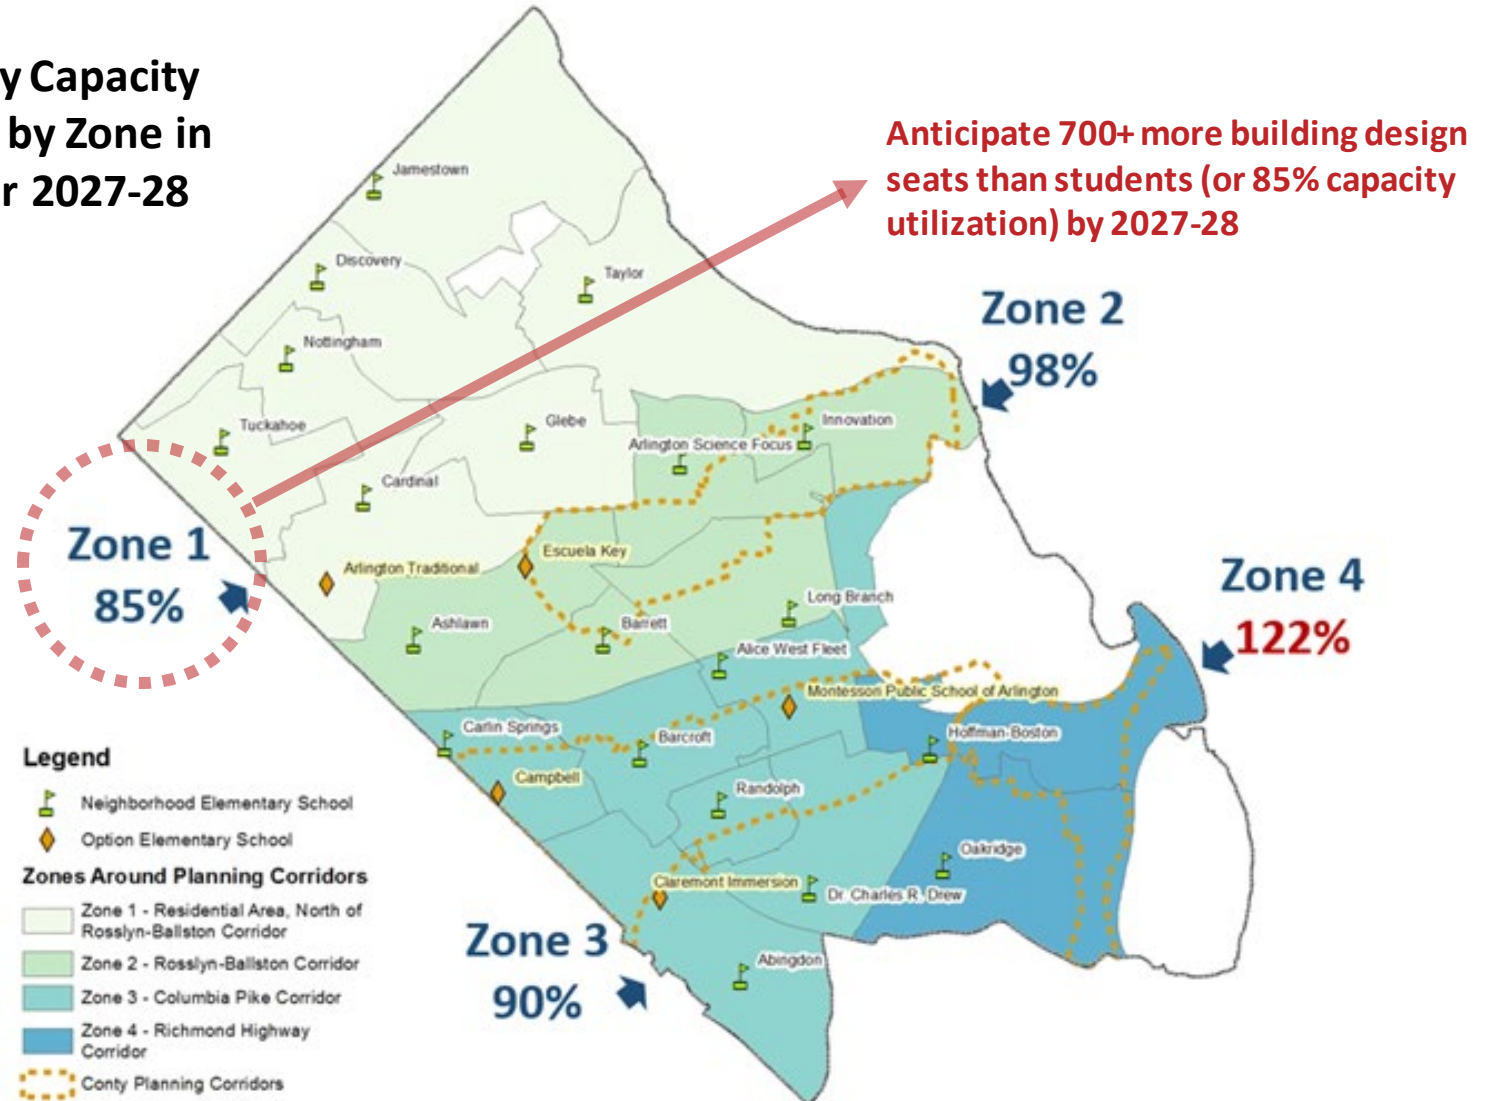 y Capacity
by Zone in
r 2027-28
Anticipate 700+ more building design
seats than students (or 85% capacity
utilization) by 2027-28
Jamestown
Discovery
Taylor
Zone 2
98%
Nottingham
Tuckahoe
Glebe
Innovation
Arlington Science Focus
Cardinal
Zone 1
85%
Escuela Key
Arlington Traditional
Zone 4
122%
Long Branch
Ashlawn
Barrett
Alice West Fleet
Montesson Public School of Arlington
Carlin Springs
Barcroft
Hoffman-Boston
Campbell
Randolph
Oakridge
Claremont Immersion
Dr. Charles R. Drew
Zone 3
90%
Abingdon
Legend
Neighborhood Elementary School
Option Elementary School
Zones Around Planning Corridors
Zone 1 - Residential Area, North of
Rosslyn-Ballston Corridor
Zone 2 - Rosslyn-Ballston Corridor
Zone 3 - Columbia Pike Corridor
Zone 4 - Richmond Highway
Corridor
Conty Planning Corridors